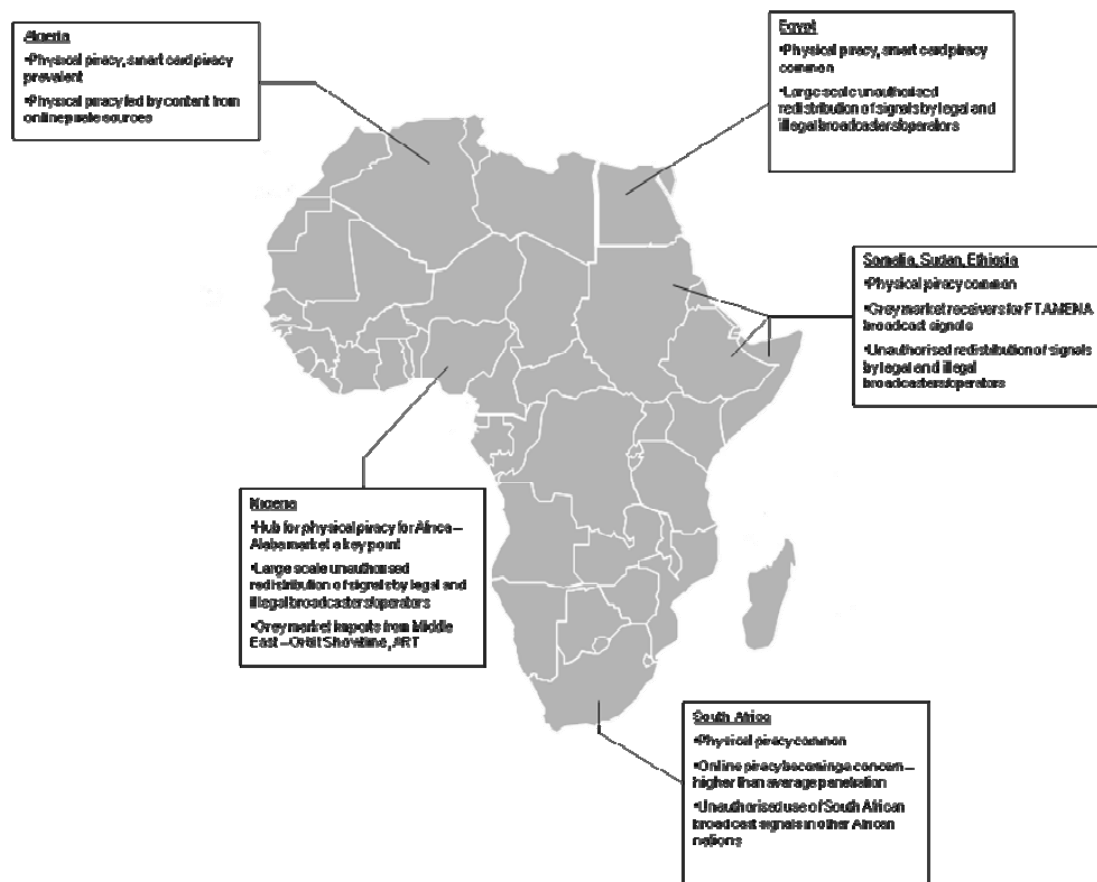 Algeria
•Physical piracy, smart card piracy
prevalent
•Physical piracy fed by content from
online pirate sources
Egypt
•Physical piracy, smart card piracy
common
•Large scale unauthorised
redistribution of signals by legal and
illegal broadcasters/operators
Somalia, Sudan, Ethiopia
•Physical piracy common
•Grey market receivers for FTA MENA
broadcast signals
•Unauthorised redistribution of signals
by legal and illegal
broadcasters/operators
Nigeria
•Hub for physical piracy for Africa –
Alaba market a key point
•Large scale unauthorised
redistribution of signals by legal and
illegal broadcasters/operators
•Grey market imports from Middle
East – Orbit Showtime, ART
South Africa
•Physical piracy common
•Online piracy becoming a concern –
higher than average penetration
•Unauthorised use of South African
broadcast signals in other African
nations